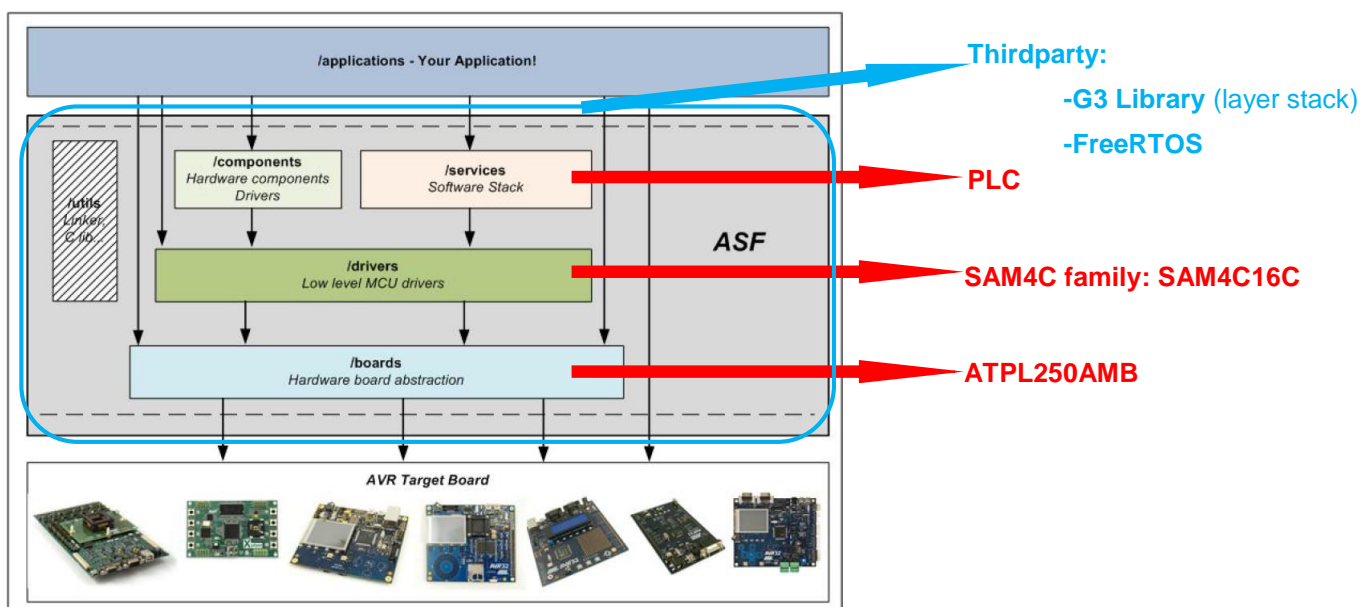 /applications - Your Application!
Thirdparty:
-G3 Library (layer stack)
-FreeRTOS
/components
Hardware components
Drivers
/services
Software Stack
PLC
/utils
Linker,
C lib...
ASF
/drivers
Low level MCU drivers
SAM4C family: SAM4C16C
/boards
Hardware board abstraction
ATPL250AMB
AVR Target Board